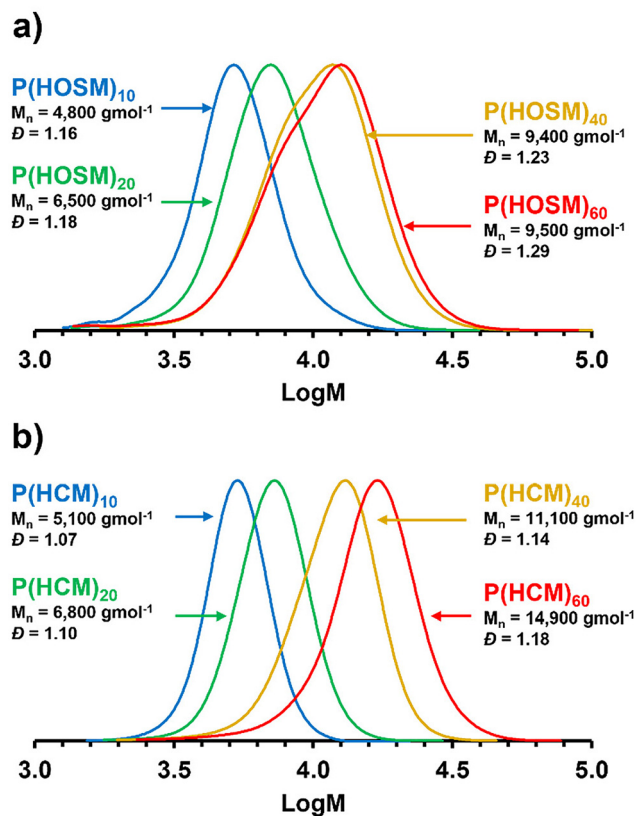 a)
P(HOSM)₁₀
Mₙ = 4,800 gmol⁻¹
Đ = 1.16
P(HOSM)₂₀
Mₙ = 6,500 gmol⁻¹
Đ = 1.18
P(HOSM)₄₀
Mₙ = 9,400 gmol⁻¹
Đ = 1.23
P(HOSM)₆₀
Mₙ = 9,500 gmol⁻¹
Đ = 1.29
3.0 3.5 4.0 4.5 5.0
LogM
b)
P(HCM)₁₀
Mₙ = 5,100 gmol⁻¹
Đ = 1.07
P(HCM)₂₀
Mₙ = 6,800 gmol⁻¹
Đ = 1.10
P(HCM)₄₀
Mₙ = 11,100 gmol⁻¹
Đ = 1.14
P(HCM)₆₀
Mₙ = 14,900 gmol⁻¹
Đ = 1.18
3.0 3.5 4.0 4.5 5.0
LogM